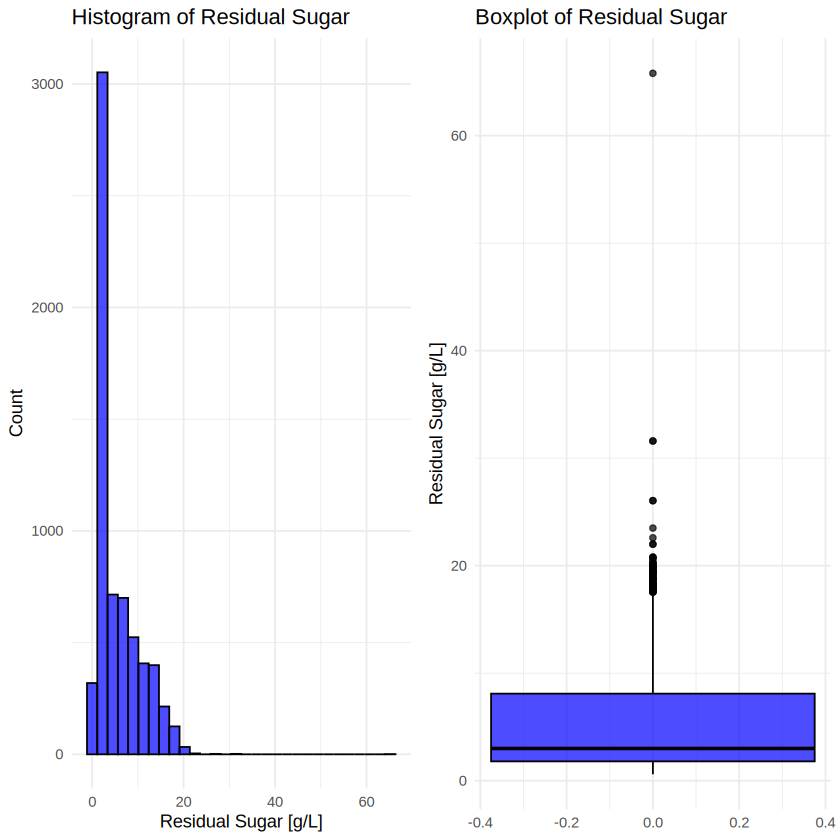 Histogram of Residual Sugar
Count
3000
2000
1000
0
0 20 40 60
Residual Sugar [g/L]
Boxplot of Residual Sugar
Residual Sugar [g/L]
60
40
20
0
-0.4 -0.2 0.0 0.2 0.4